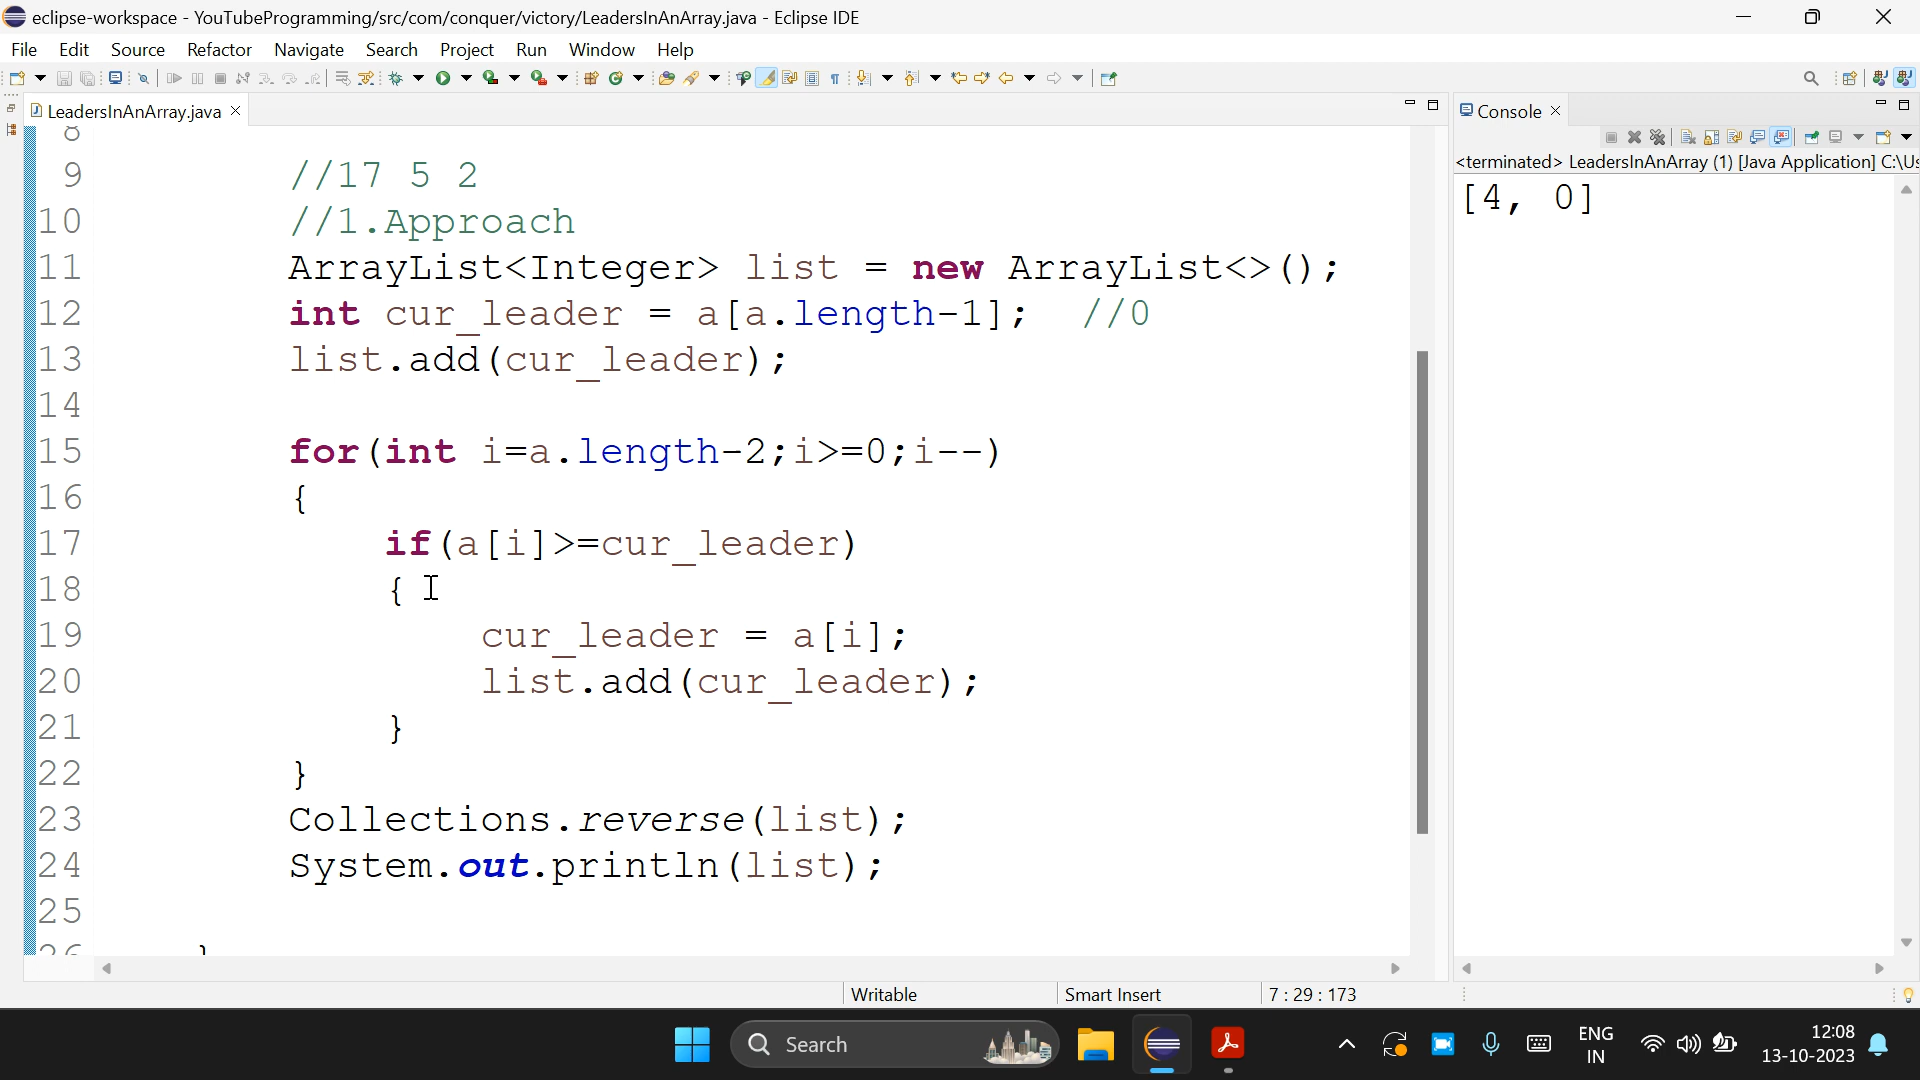 eclipse-workspace - YouTubeProgramming/src/com/conquer/victory/LeadersInAnArray.java - Eclipse IDE
File Edit Source Refactor Navigate Search Project Run Window Help
LeadersInAnArray.java
Console
<terminated> LeadersInAnArray (1) [Java Application] C:\Us
[4, 0]
8
9 //17 5 2
10 //1.Approach
11 ArrayList<Integer> list = new ArrayList<>();
12 int cur_leader = a[a.length-1]; //0
13 list.add(cur_leader);
14
15 for(int i=a.length-2;i>=0;i--)
16 {
17 if(a[i]>=cur_leader)
18 {
19 cur_leader = a[i];
20 list.add(cur_leader);
21 }
22 }
23 Collections.reverse(list);
24 System.out.println(list);
25
26 }
Writable Smart Insert 7 : 29 : 173
Search
ENG
IN
12:08
13-10-2023